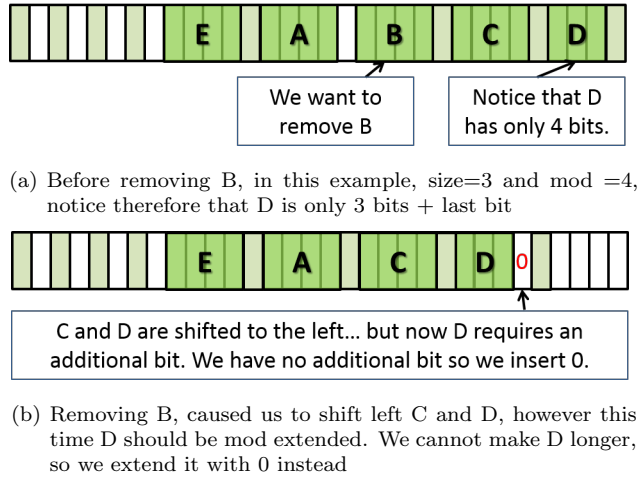 E A B C D
We want to
remove B
Notice that D
has only 4 bits.
(a) Before removing B, in this example, size=3 and mod =4,
notice therefore that D is only 3 bits + last bit
E A C D 0
C and D are shifted to the left... but now D requires an
additional bit. We have no additional bit so we insert 0.
(b) Removing B, caused us to shift left C and D, however this
time D should be mod extended. We cannot make D longer,
so we extend it with 0 instead